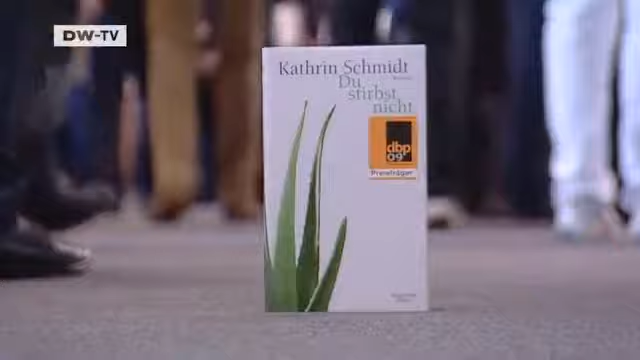 DW-TV
Kathrin Schmidt
Du
stirbst
nicht
dbp
09
Preisträger